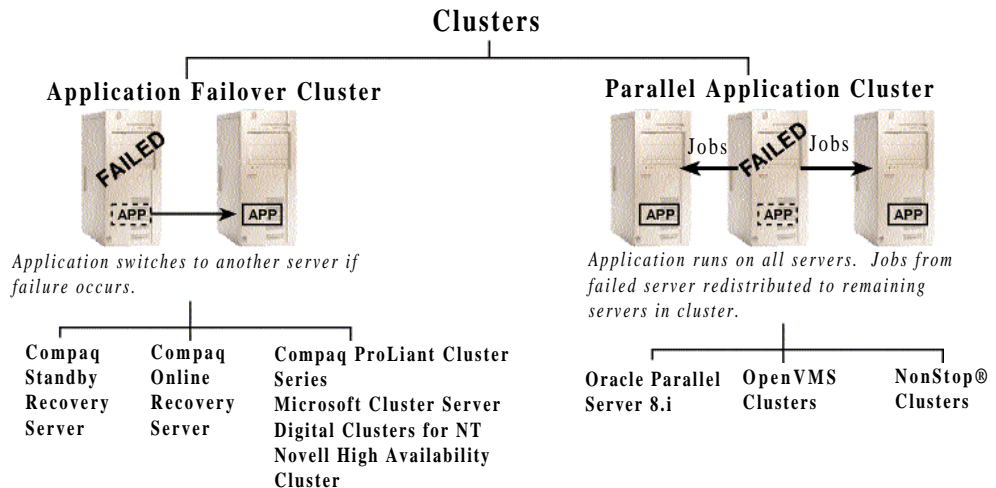 Clusters
Application Failover Cluster
FAILED
APP
APP
Application switches to another server if
failure occurs.
Compaq
Standby
Recovery
Server
Compaq
Online
Recovery
Server
Compaq ProLiant Cluster
Series
Microsoft Cluster Server
Digital Clusters for NT
Novell High Availability
Cluster
Parallel Application Cluster
Jobs
FAILED
Jobs
APP
APP
APP
Application runs on all servers. Jobs from
failed server redistributed to remaining
servers in cluster.
Oracle Parallel
Server 8.i
OpenVMS
Clusters
NonStop®
Clusters